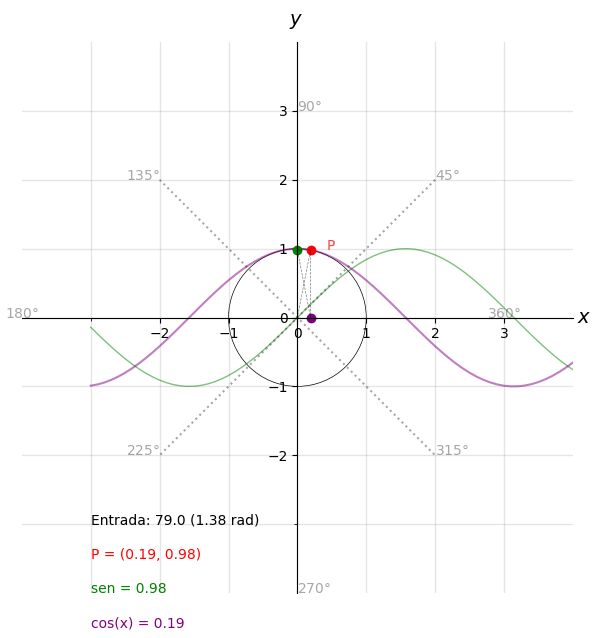 y
3
90°
135°
2
45°
1
P
180°
−2
−1
0
0
1
2
3
360°
x
−1
225°
−2
315°
Entrada: 79.0 (1.38 rad)
P = (0.19, 0.98)
sen = 0.98
270°
cos(x) = 0.19